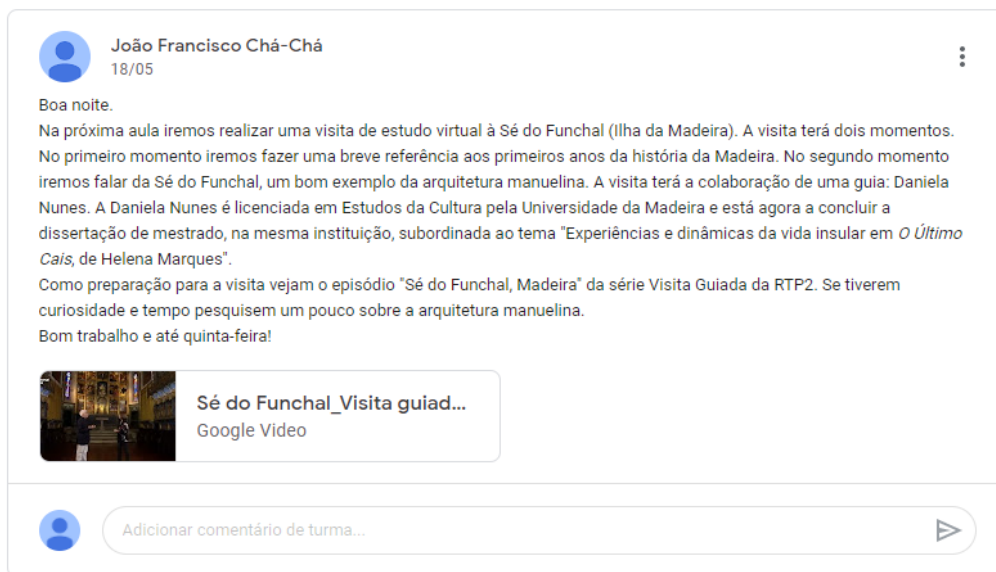 João Francisco Chá-Chá
18/05
Boa noite.
Na próxima aula iremos realizar uma visita de estudo virtual à Sé do Funchal (Ilha da Madeira). A visita terá dois momentos.
No primeiro momento iremos fazer uma breve referência aos primeiros anos da história da Madeira. No segundo momento
iremos falar da Sé do Funchal, um bom exemplo da arquitetura manuelina. A visita terá a colaboração de uma guia: Daniela
Nunes. A Daniela Nunes é licenciada em Estudos da Cultura pela Universidade da Madeira e está agora a concluir a
dissertação de mestrado, na mesma instituição, subordinada ao tema "Experiências e dinâmicas da vida insular em O Último
Cais, de Helena Marques".
Como preparação para a visita vejam o episódio "Sé do Funchal, Madeira" da série Visita Guiada da RTP2. Se tiverem
curiosidade e tempo pesquisem um pouco sobre a arquitetura manuelina.
Bom trabalho e até quinta-feira!
Sé do Funchal_Visita guiad...
Google Video
Adicionar comentário de turma...